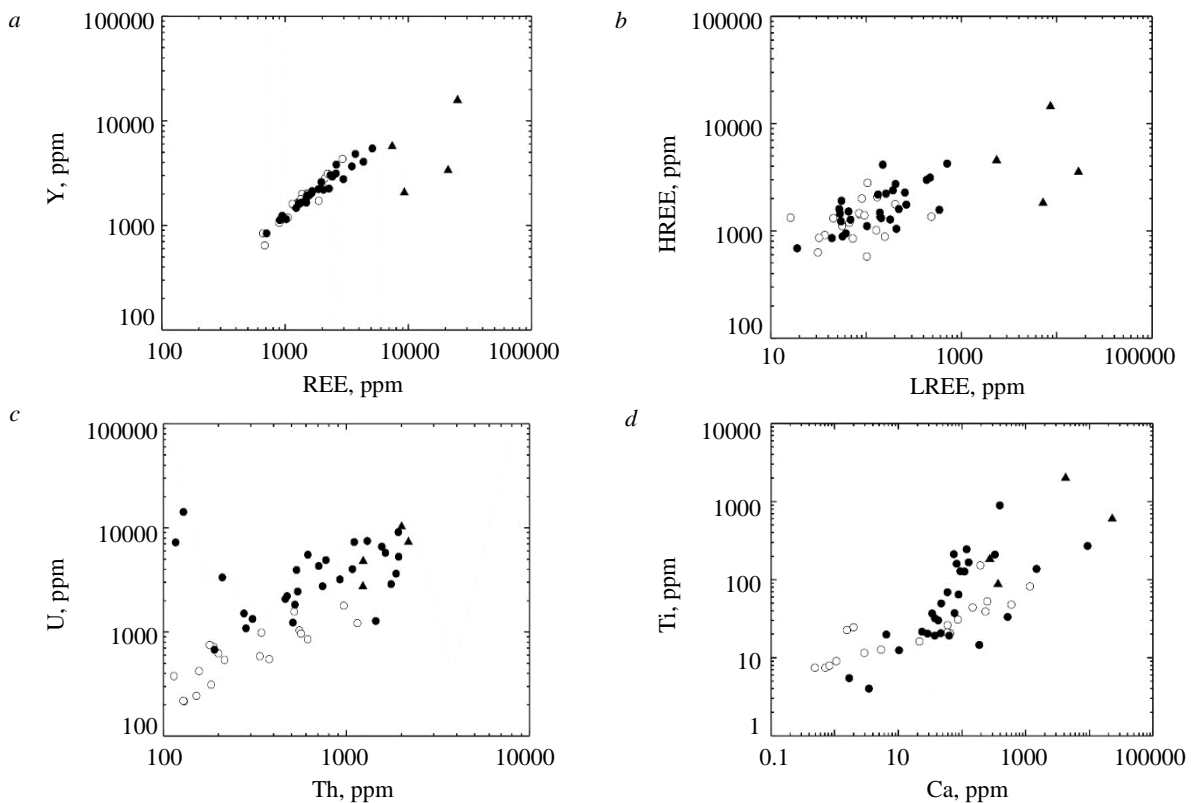 a
100000
10000
1000
100
Y, ppm
100 1000 10000 100000
REE, ppm
b
100000
10000
1000
100
HREE, ppm
10 1000 100000
LREE, ppm
c
100000
10000
1000
100
U, ppm
100 1000 10000
Th, ppm
d
10000
1000
100
10
1
Ti, ppm
0.1 10 1000 100000
Ca, ppm